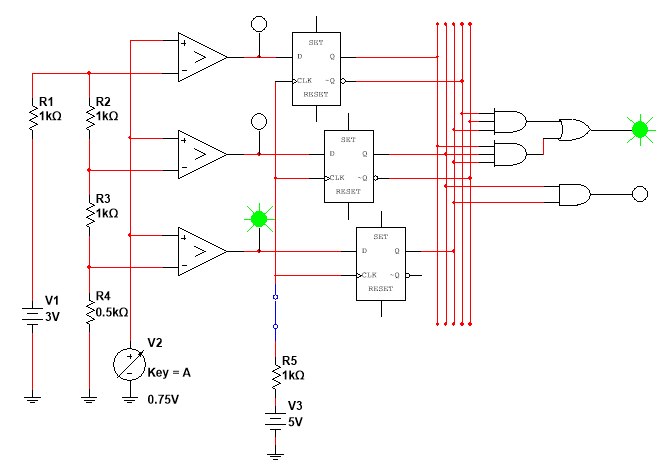 SET
D Q
CLK ~Q
RESET
R1
1kΩ
R2
1kΩ
SET
D Q
CLK ~Q
RESET
R3
1kΩ
SET
D Q
CLK ~Q
RESET
R4
0.5kΩ
V1
3V
V2
Key = A
0.75V
R5
1kΩ
V3
5V